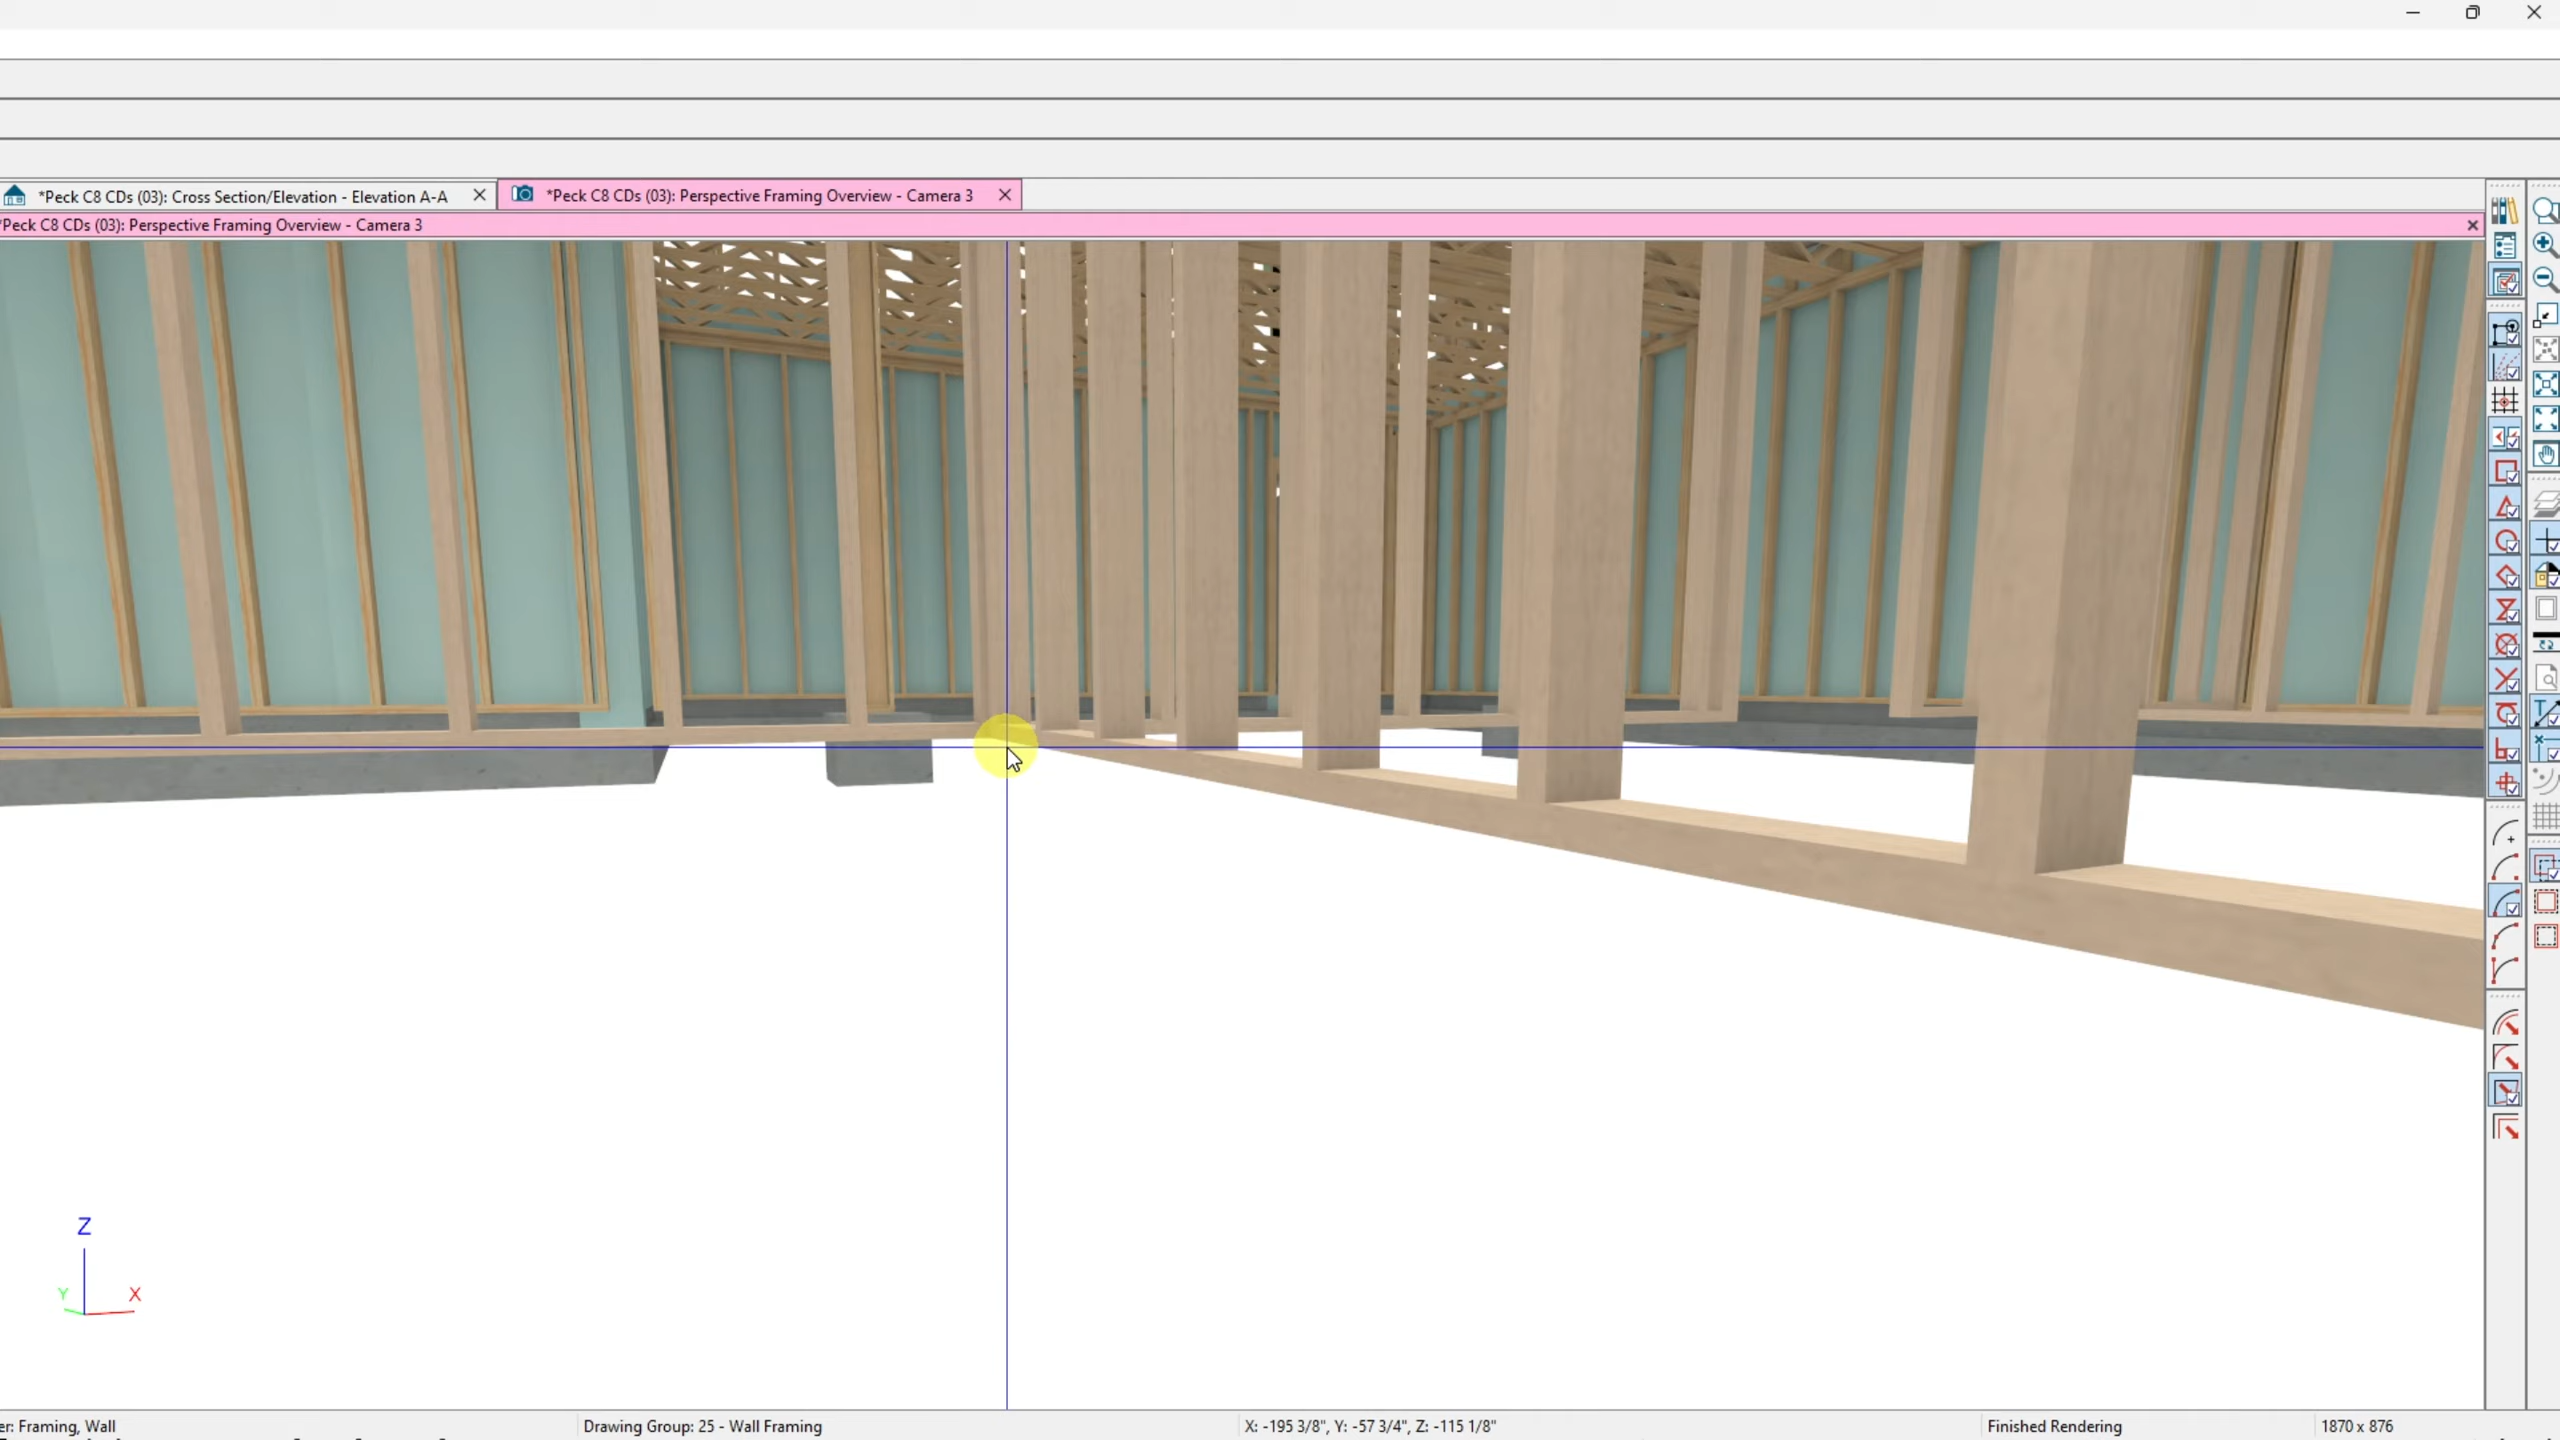 *Peck C8 CDs (03): Cross Section/Elevation - Elevation A-A
*Peck C8 CDs (03): Perspective Framing Overview - Camera 3
*Peck C8 CDs (03): Perspective Framing Overview - Camera 3
Z
Y
X
er: Framing, Wall
Drawing Group: 25 - Wall Framing
X: -195 3/8", Y: -57 3/4", Z: -115 1/8"
Finished Rendering
1870 x 876